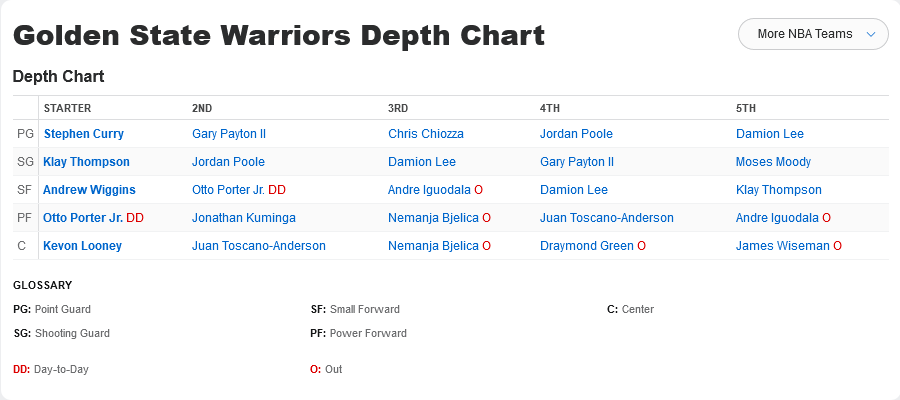 Golden State Warriors Depth Chart
More NBA Teams
Depth Chart
STARTER 2ND 3RD 4TH 5TH
PG Stephen Curry Gary Payton II Chris Chiozza Jordan Poole Damion Lee
SG Klay Thompson Jordan Poole Damion Lee Gary Payton II Moses Moody
SF Andrew Wiggins Otto Porter Jr. DD Andre Iguodala O Damion Lee Klay Thompson
PF Otto Porter Jr. DD Jonathan Kuminga Nemanja Bjelica O Juan Toscano-Anderson Andre Iguodala O
C Kevon Looney Juan Toscano-Anderson Nemanja Bjelica O Draymond Green O James Wiseman O
GLOSSARY
PG: Point Guard SF: Small Forward C: Center
SG: Shooting Guard PF: Power Forward
DD: Day-to-Day O: Out